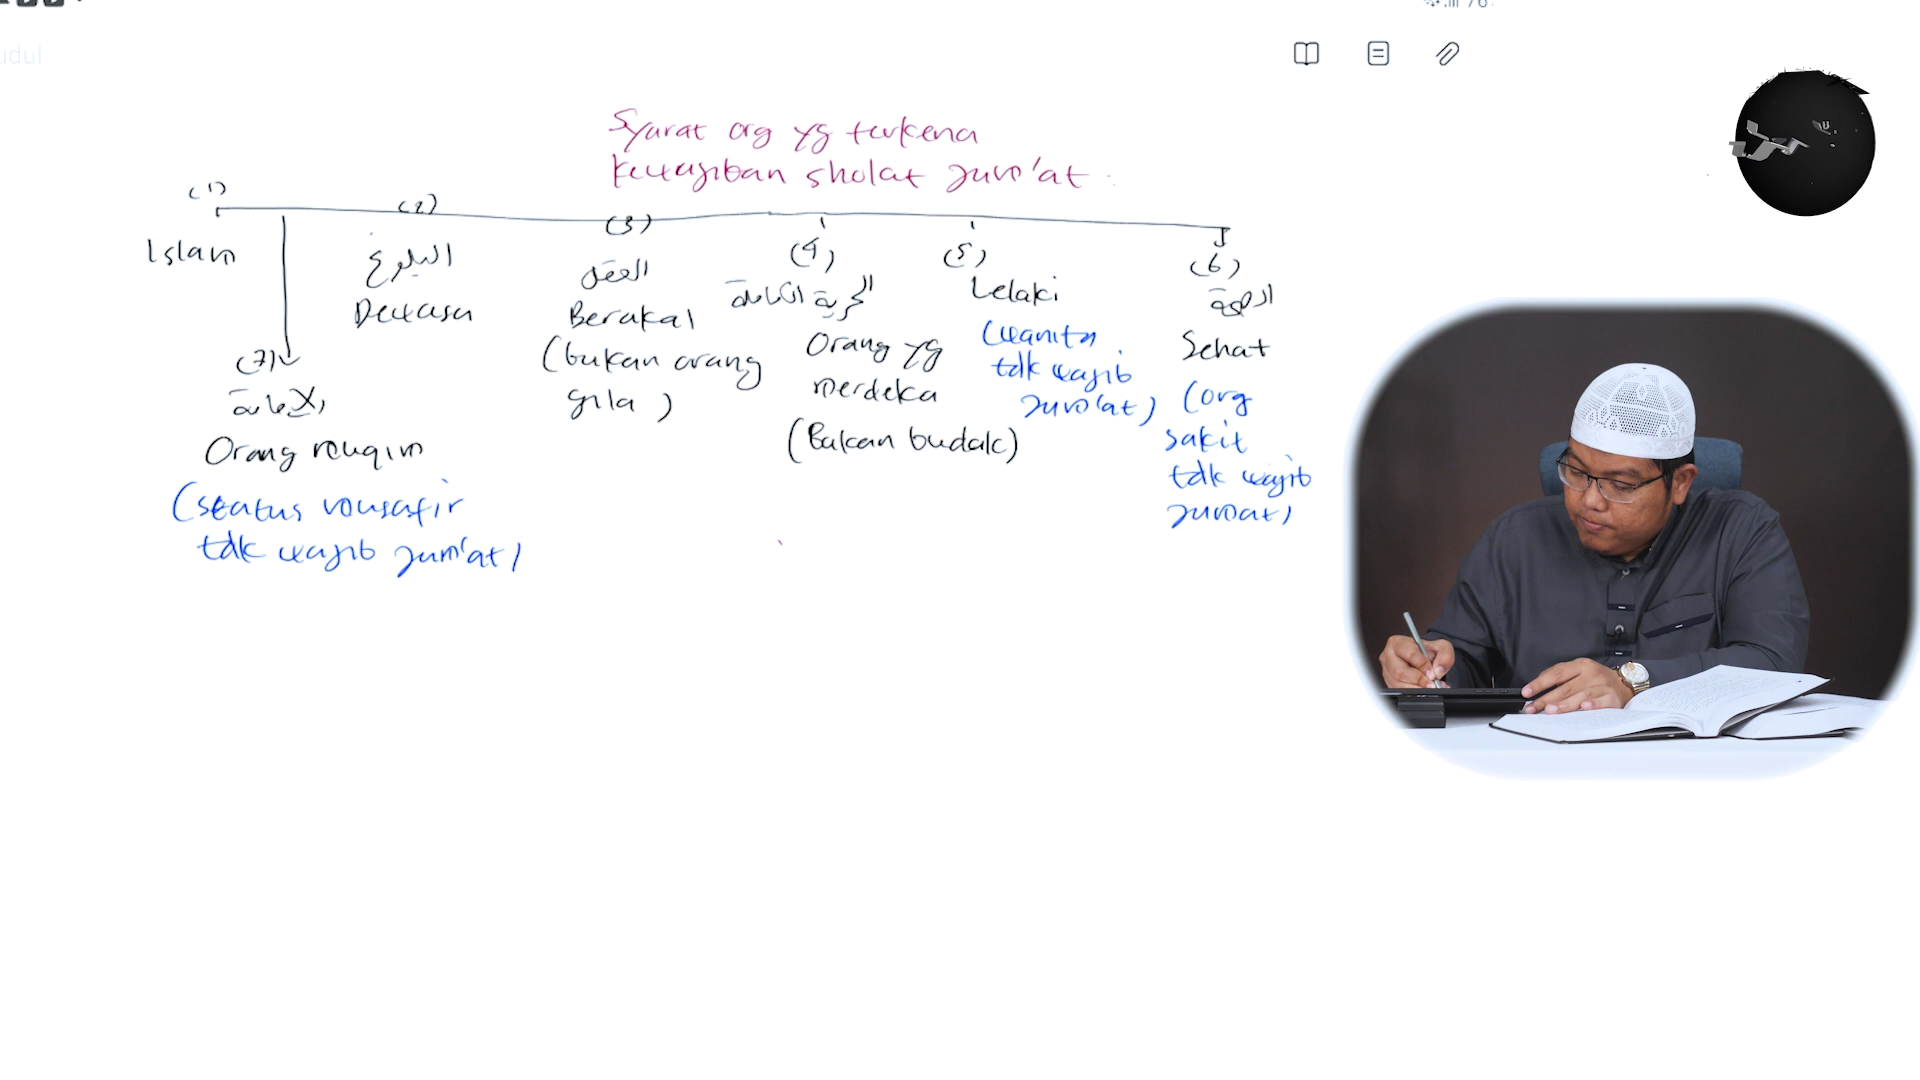 udul
Syarat org yg terkena
kewajiban sholat jum'at
(1)
Islam
(2)
البلوغ
Dewasa
(3)
العقل
Berakal
(bukan orang
gila)
(4)
الحرية الكاملة
Orang yg
merdeka
(Bukan budak)
(5)
Lelaki
(wanita
tdk wajib
jum'at)
(6)
الصحة
Sehat
(org
sakit
tdk wajib
jum'at)
(7)
الإقامة
Orang muqim
(status musafir
tdk wajib jum'at)